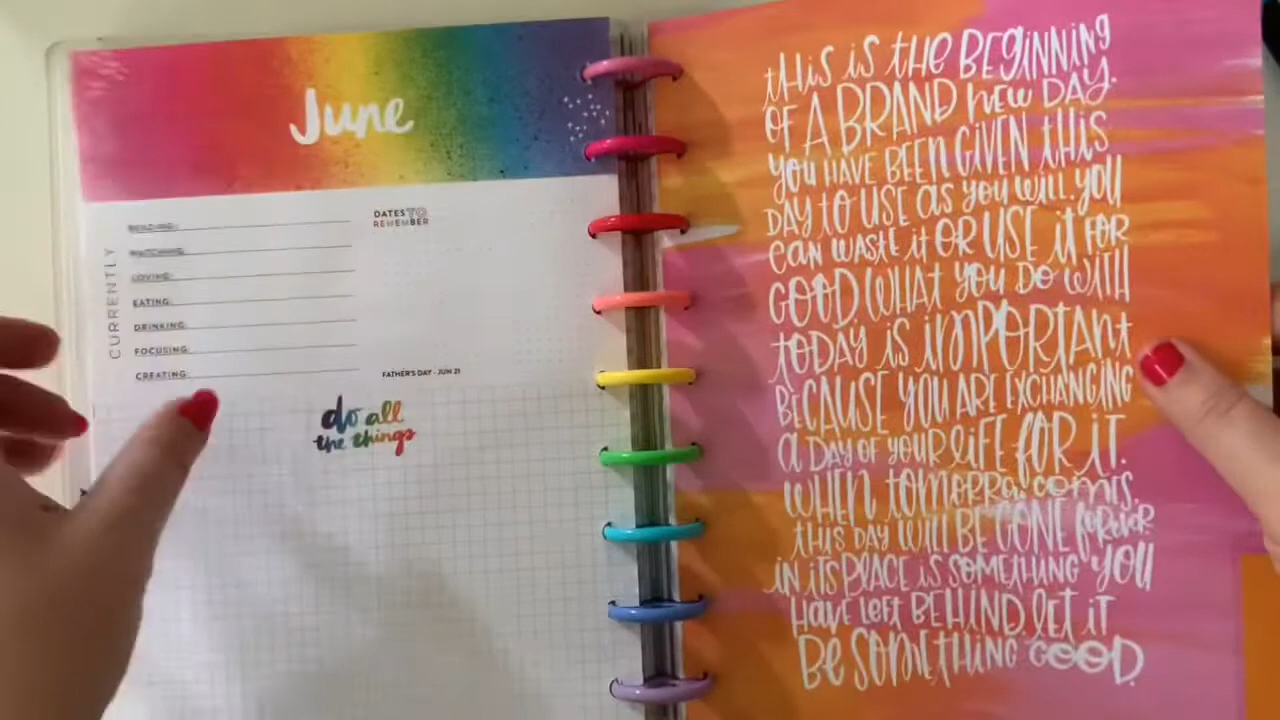 June
CURRENTLY
READING:
WATCHING:
LOVING:
EATING:
DRINKING:
FOCUSING:
CREATING:
DATES TO
REMEMBER
FATHER'S DAY - JUN 21
do all
the things
THIS IS THE BEGINNING
OF A BRAND NEW DAY.
YOU HAVE BEEN GIVEN THIS
DAY TO USE AS YOU WILL. YOU
CAN WASTE IT OR USE IT FOR
GOOD. WHAT YOU DO WITH
TODAY IS IMPORTANT
BECAUSE YOU ARE EXCHANGING
A DAY OF YOUR LIFE FOR IT.
WHEN TOMORROW COMES,
THIS DAY WILL BE GONE FOREVER.
IN ITS PLACE IS SOMETHING YOU
HAVE LEFT BEHIND. LET IT
BE SOMETHING GOOD.